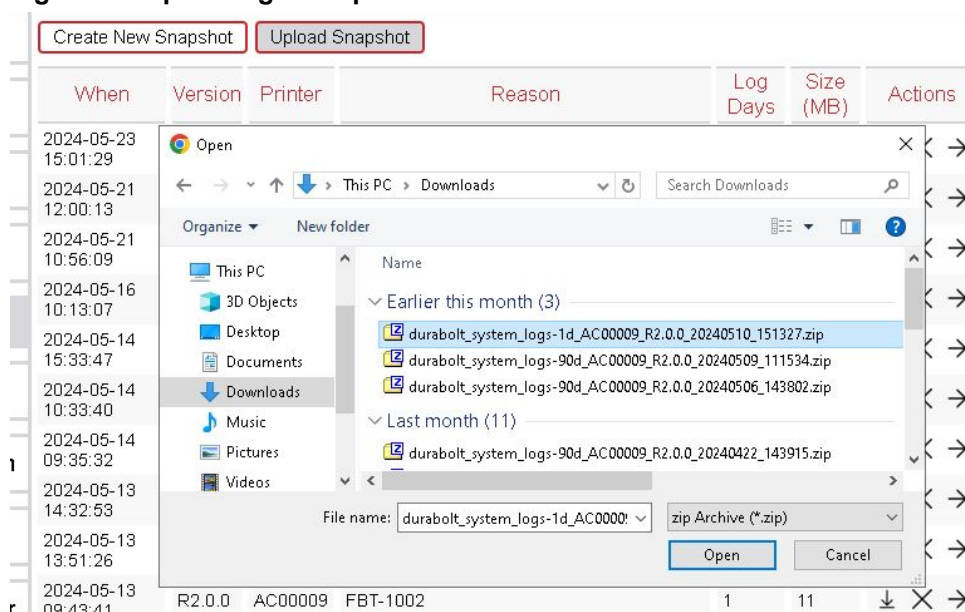 Create New Snapshot Upload Snapshot
When Version Printer Reason Log Days Size (MB) Actions
2024-05-23
15:01:29
2024-05-21
12:00:13
2024-05-21
10:56:09
2024-05-16
10:13:07
2024-05-14
15:33:47
2024-05-14
10:33:40
2024-05-14
09:35:32
2024-05-13
14:32:53
2024-05-13
13:51:26
2024-05-13
09:43:41 R2.0.0 AC00009 FBT-1002 1 11
Open
This PC > Downloads Search Downloads
Organize New folder
This PC
3D Objects
Desktop
Documents
Downloads
Music
Pictures
Videos
Name
Earlier this month (3)
durabolt_system_logs-1d_AC00009_R2.0.0_20240510_151327.zip
durabolt_system_logs-90d_AC00009_R2.0.0_20240509_111534.zip
durabolt_system_logs-90d_AC00009_R2.0.0_20240506_143802.zip
Last month (11)
durabolt_system_logs-90d_AC00009_R2.0.0_20240422_143915.zip
File name: durabolt_system_logs-1d_AC0000 zip Archive (*.zip)
Open Cancel